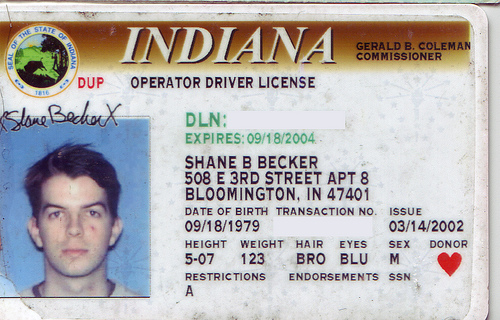 SEAL OF THE STATE OF INDIANA
1816
INDIANA
GERALD B. COLEMAN
COMMISSIONER
DUP OPERATOR DRIVER LICENSE
Shane Becker
DLN:
EXPIRES: 09/18/2004
SHANE B BECKER
508 E 3RD STREET APT 8
BLOOMINGTON, IN 47401
DATE OF BIRTH TRANSACTION NO. ISSUE
09/18/1979 03/14/2002
HEIGHT WEIGHT HAIR EYES SEX DONOR
5-07 123 BRO BLU M
RESTRICTIONS ENDORSEMENTS SSN
A